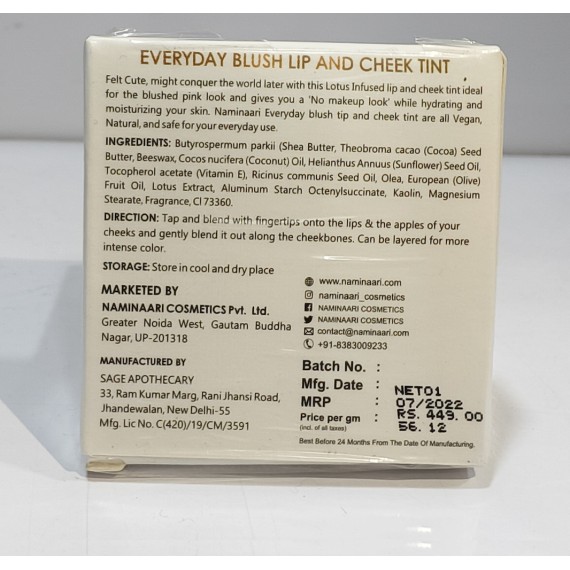 EVERYDAY BLUSH LIP AND CHEEK TINT
Felt Cute, might conquer the world later with this Lotus Infused lip and cheek tint ideal
for the blushed pink look and gives you a 'No makeup look' while hydrating and
moisturizing your skin. Naminaari Everyday blush tip and cheek tint are all Vegan,
Natural, and safe for your everyday use.
INGREDIENTS: Butyrospermum parkii (Shea Butter, Theobroma cacao (Cocoa) Seed
Butter, Beeswax, Cocos nucifera (Coconut) Oil, Helianthus Annuus (Sunflower) Seed Oil,
Tocopherol acetate (Vitamin E), Ricinus communis Seed Oil, Olea, European (Olive)
Fruit Oil, Lotus Extract, Aluminum Starch Octenylsuccinate, Kaolin, Magnesium
Stearate, Fragrance, CI 73360.
DIRECTION: Tap and blend with fingertips onto the lips & the apples of your
cheeks and gently blend it out along the cheekbones. Can be layered for more
intense color.
STORAGE: Store in cool and dry place
MARKETED BY
NAMINAARI COSMETICS Pvt. Ltd.
Greater Noida West, Gautam Buddha
Nagar, UP-201318
MANUFACTURED BY
SAGE APOTHECARY
33, Ram Kumar Marg, Rani Jhansi Road,
Jhandewalan, New Delhi-55
Mfg. Lic No. C(420)/19/CM/3591
www.naminaari.com
naminaari_cosmetics
NAMINAARI COSMETICS
NAMINAARI COSMETICS
contact@naminaari.com
+91-8383009233
Batch No. :
Mfg. Date : NET01
MRP : 07/2022
Price per gm : RS. 449.00
(incl. of all taxes) 56.12
Best Before 24 Months From The Date Of Manufacturing.